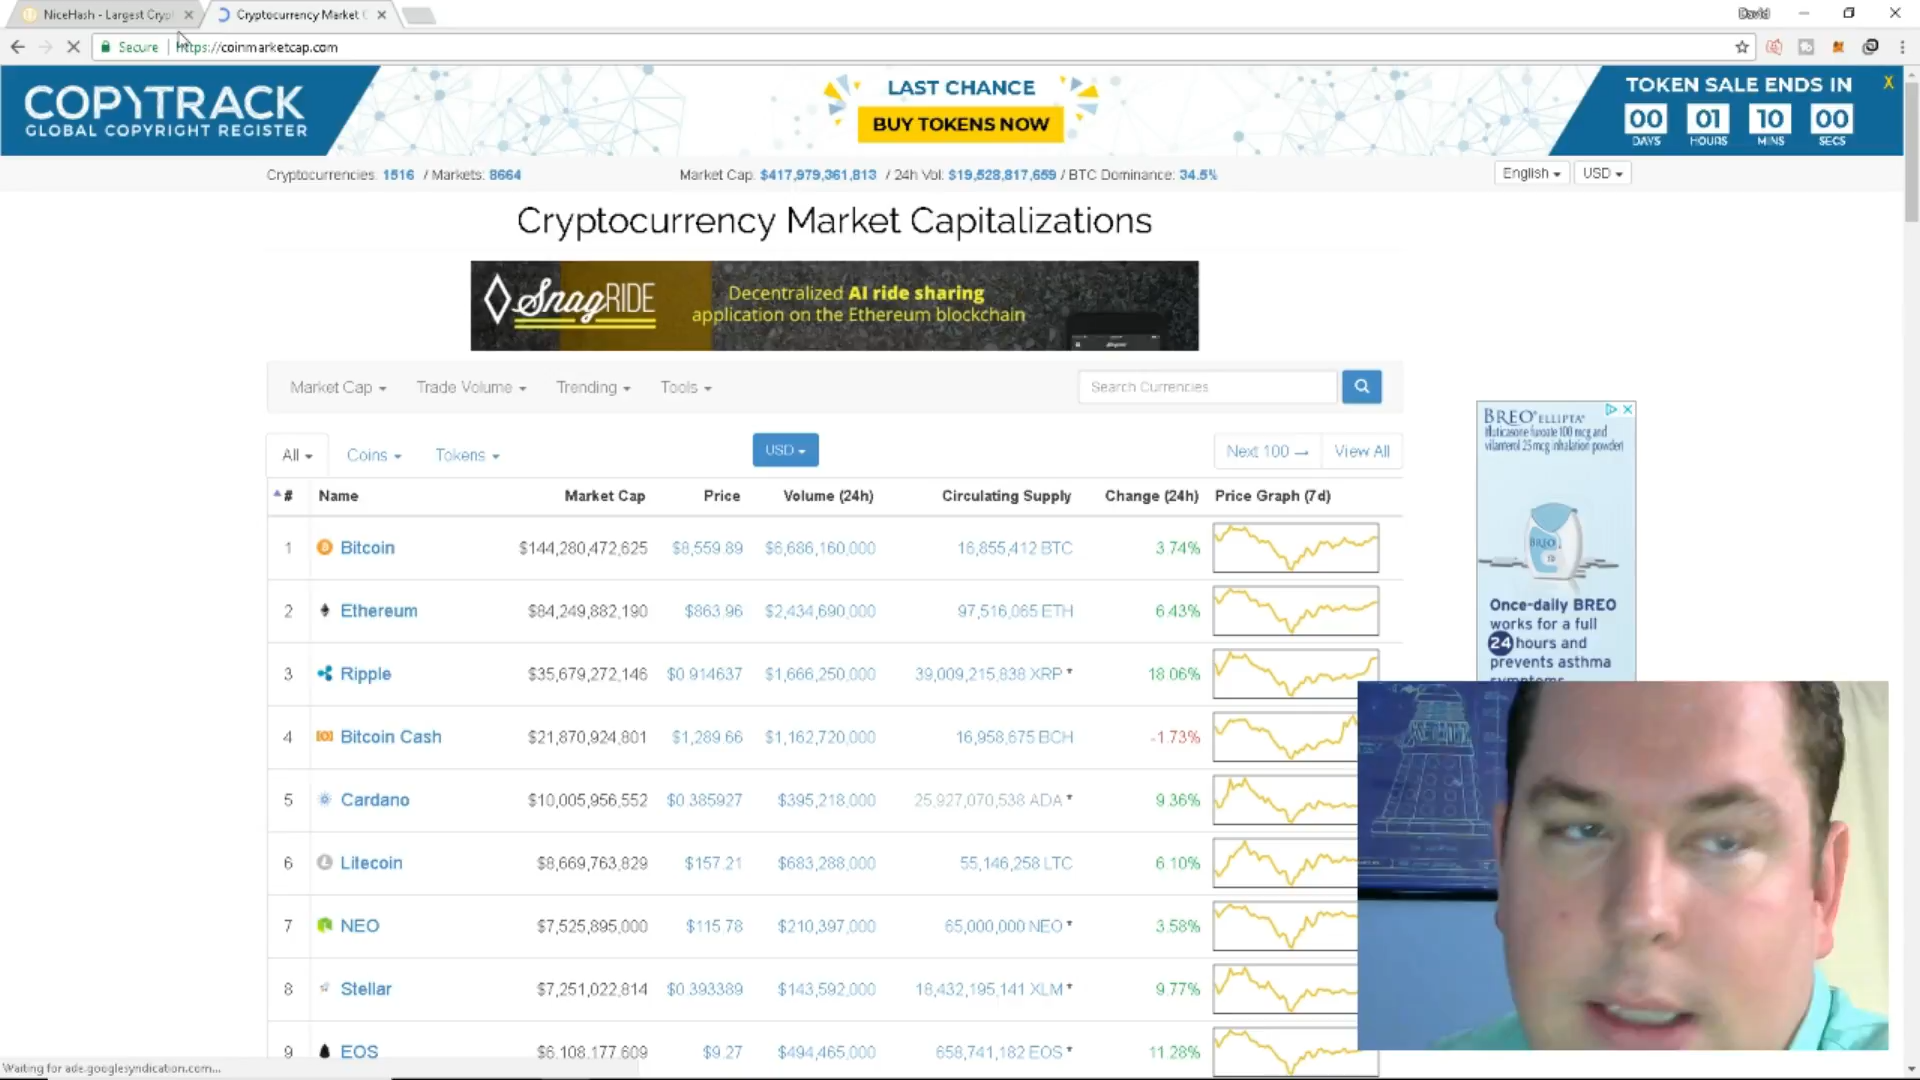 NiceHash - Largest Cryp
Cryptocurrency Market C
David
Secure
https://coinmarketcap.com
COPYTRACK
GLOBAL COPYRIGHT REGISTER
LAST CHANCE
BUY TOKENS NOW
TOKEN SALE ENDS IN
X
00 01 10 00
DAYS HOURS MINS SECS
Cryptocurrencies: 1516 / Markets: 8664
Market Cap: $417,979,361,813 / 24h Vol: $19,528,817,659 / BTC Dominance: 34.5%
English
USD
Cryptocurrency Market Capitalizations
SnagRIDE
Decentralized AI ride sharing
application on the Ethereum blockchain
Market Cap
Trade Volume
Trending
Tools
Search Currencies
All
Coins
Tokens
USD
Next 100 →
View All
# Name Market Cap Price Volume (24h) Circulating Supply Change (24h) Price Graph (7d)
1 Bitcoin $144,280,472,625 $8,559.89 $6,686,160,000 16,855,412 BTC 3.74%
2 Ethereum $84,249,882,190 $863.96 $2,434,690,000 97,516,065 ETH 6.43%
3 Ripple $35,679,272,146 $0.914637 $1,666,250,000 39,009,215,838 XRP * 18.06%
4 Bitcoin Cash $21,870,924,801 $1,289.66 $1,162,720,000 16,958,675 BCH -1.73%
5 Cardano $10,005,956,552 $0.385927 $395,218,000 25,927,070,538 ADA * 9.36%
6 Litecoin $8,669,763,829 $157.21 $683,288,000 55,146,258 LTC 6.10%
7 NEO $7,525,895,000 $115.78 $210,397,000 65,000,000 NEO * 3.58%
8 Stellar $7,251,022,814 $0.393389 $143,592,000 18,432,195,141 XLM * 9.77%
9 EOS $6,108,177,609 $9.27 $494,465,000 658,741,182 EOS * 11.28%
BREO ELLIPTA
fluticasone furoate 100 mcg and
vilanterol 25 mcg inhalation powder
BREO
Once-daily BREO
works for a full
24 hours and
prevents asthma
symptoms
Waiting for ade.googlesyndication.com...